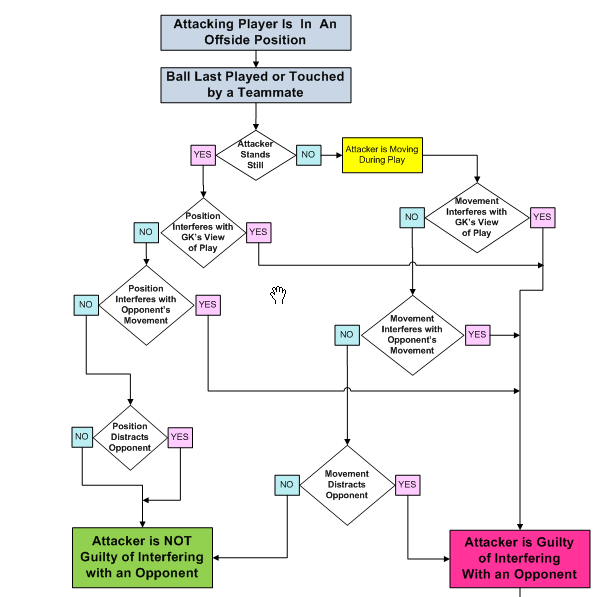 Attacking Player Is In An
Offside Position
Ball Last Played or Touched
by a Teammate
Attacker
Stands
Still
YES
NO
Attacker is Moving
During Play
Position
Interferes with
GK's View
of Play
NO
YES
Movement
Interferes with
GK's View
of Play
NO
YES
Position
Interferes with
Opponent's
Movement
NO
YES
Movement
Interferes with
Opponent's
Movement
NO
YES
Position
Distracts
Opponent
NO
YES
Movement
Distracts
Opponent
NO
YES
Attacker is NOT
Guilty of Interfering
with an Opponent
Attacker is Guilty
of Interfering
With an Opponent